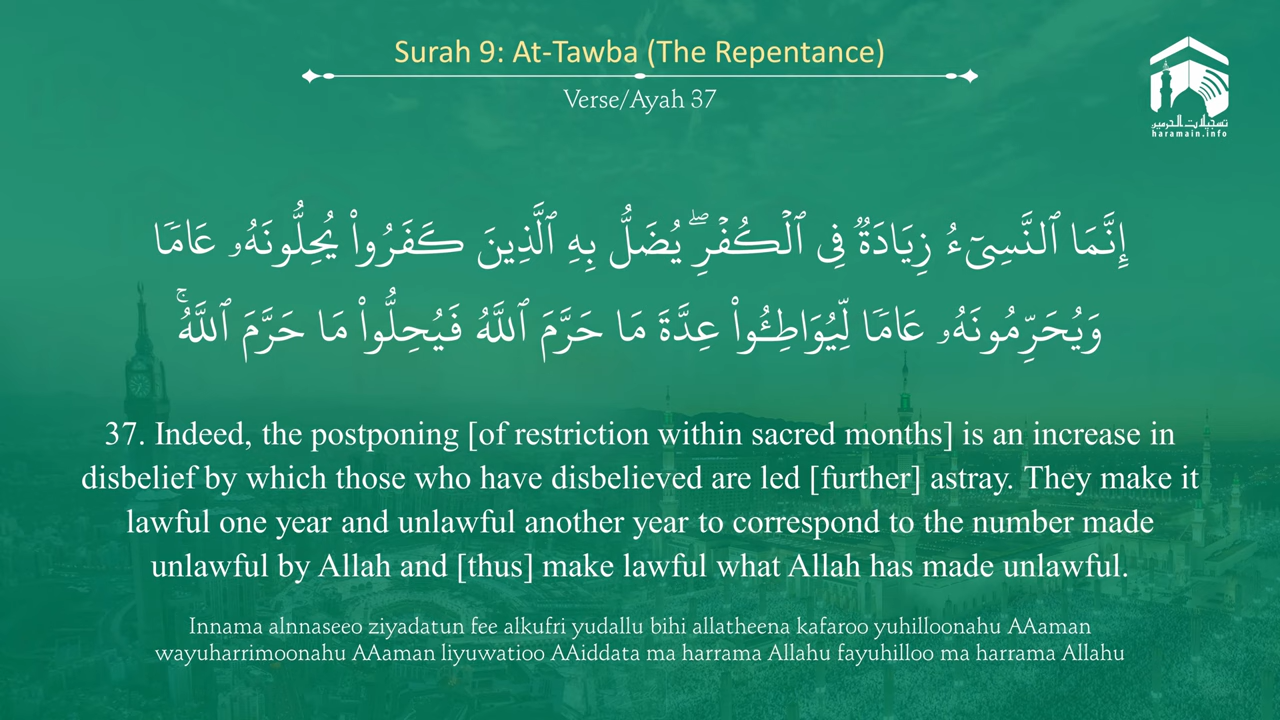 Surah 9: At-Tawba (The Repentance)
Verse/Ayah 37
تسجيلات الحرمين
haramain.info
إِنَّمَا ٱلنَّسِىٓءُ زِيَادَةٌ فِى ٱلْكُفْرِ ۖ يُضَلُّ بِهِ ٱلَّذِينَ كَفَرُوا۟ يُحِلُّونَهُۥ عَامًا
وَيُحَرِّمُونَهُۥ عَامًا لِّيُوَاطِـُٔوا۟ عِدَّةَ مَا حَرَّمَ ٱللَّهُ فَيُحِلُّوا۟ مَا حَرَّمَ ٱللَّهُ ۚ
37. Indeed, the postponing [of restriction within sacred months] is an increase in
disbelief by which those who have disbelieved are led [further] astray. They make it
lawful one year and unlawful another year to correspond to the number made
unlawful by Allah and [thus] make lawful what Allah has made unlawful.
Innama alnnaseeo ziyadatun fee alkufri yudallu bihi allatheena kafaroo yuhilloonahu AAaman
wayuharrimoonahu AAaman liyuwatioo AAiddata ma harrama Allahu fayuhilloo ma harrama Allahu